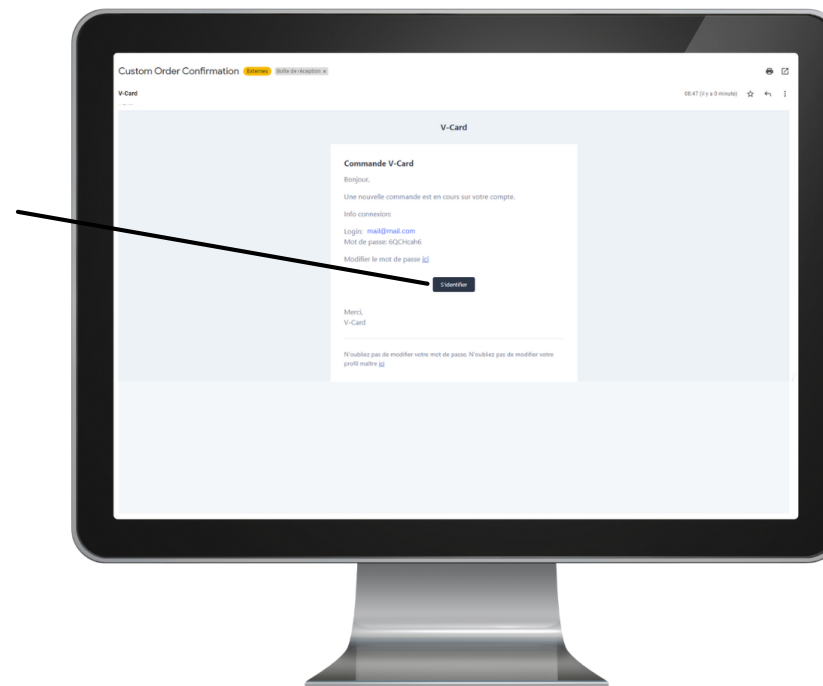 Custom Order Confirmation Externes Boîte de réception x
V-Card
08:47 (il y a 0 minute)
V-Card
Commande V-Card
Bonjour,
Une nouvelle commande est en cours sur votre compte.
Info connexion:
Login: mail@mail.com
Mot de passe: 6QCHcah6
Modifier le mot de passe ici
S'identifier
Merci,
V-Card
N'oubliez pas de modifier votre mot de passe. N'oubliez pas de modifier votre
profil maître ici